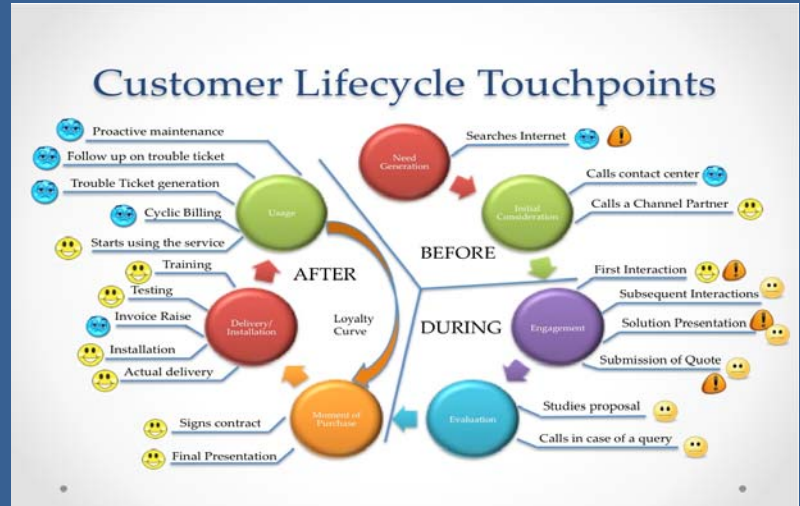 Customer Lifecycle Touchpoints
Proactive maintenance
Follow up on trouble ticket
Trouble Ticket generation
Cyclic Billing
Starts using the service
Usage
Need
Generation
Searches Internet
Initial
Consideration
Calls contact center
Calls a Channel Partner
BEFORE
AFTER
DURING
Loyalty
Curve
Training
Testing
Invoice Raise
Installation
Actual delivery
Delivery/
Installation
First Interaction
Subsequent Interactions
Solution Presentation
Submission of Quote
Engagement
Signs contract
Final Presentation
Moment of
Purchase
Evaluation
Studies proposal
Calls in case of a query